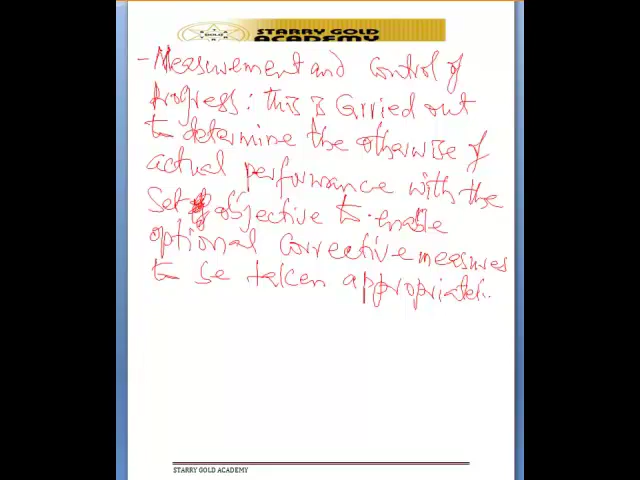 STARRY GOLD
ACADEMY
- Measurement and control of
progress: this is carried out
to determine the otherwise of
actual performance with the
set objective to enable
optional corrective measures
to be taken appropriately.
STARRY GOLD ACADEMY